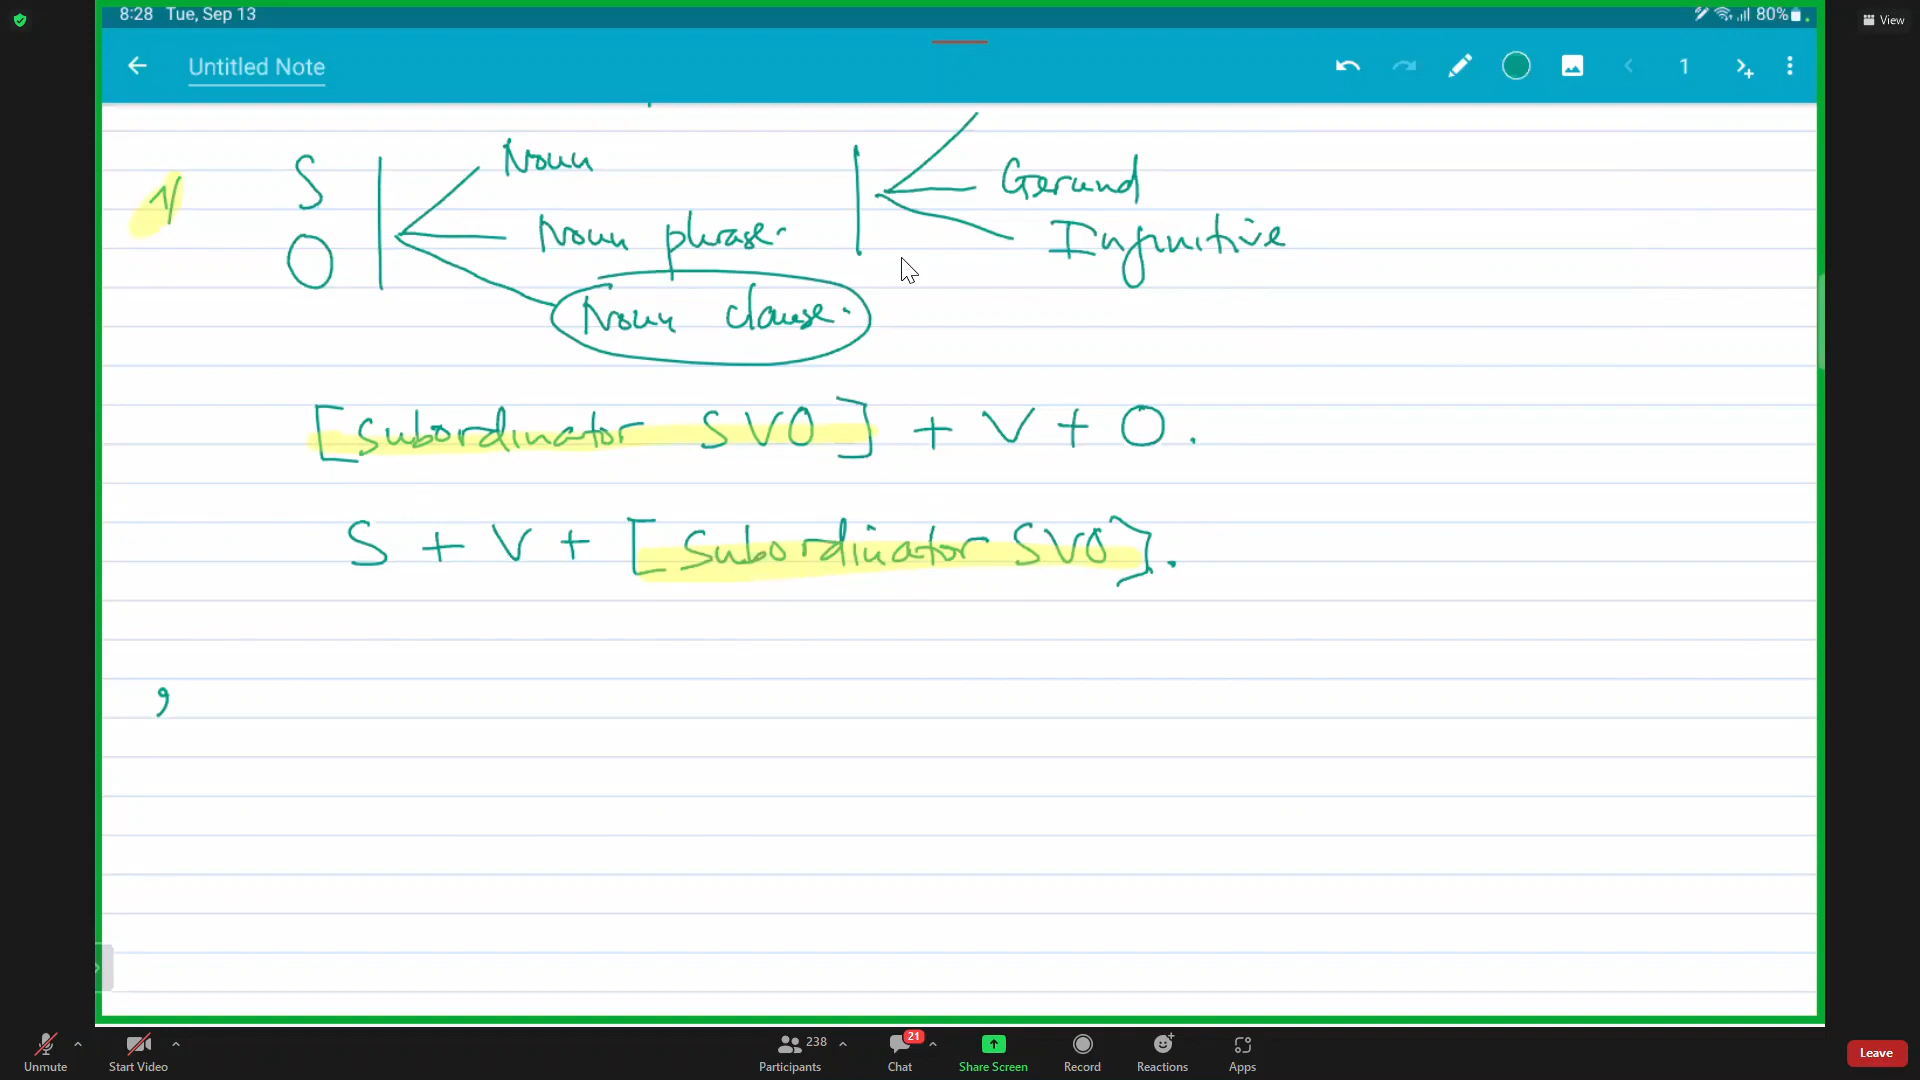 8:28 Tue, Sep 13
80%
View
Untitled Note
1
1/
S
O
Noun
Noun phrase.
Noun clause.
Gerund
Infinitive
[Subordinator SVO] + V + O.
S + V + [Subordinator SVO].
,
Unmute
Start Video
Participants
238
Chat
21
Share Screen
Record
Reactions
Apps
Leave